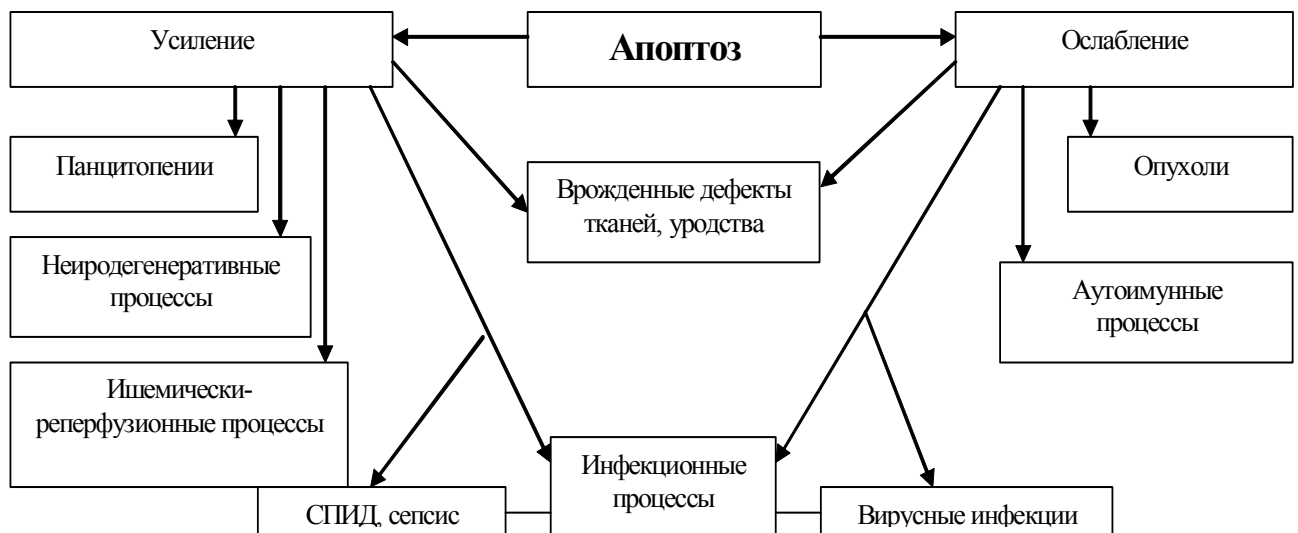 Усиление
Апоптоз
Ослабление
Панцитопении
Опухоли
Врожденные дефекты
тканей, уродства
Неиродегенеративные
процессы
Аутоимунные
процессы
Ишемически-
реперфузионные процессы
Инфекционные
процессы
СПИД, сепсис
Вирусные инфекции